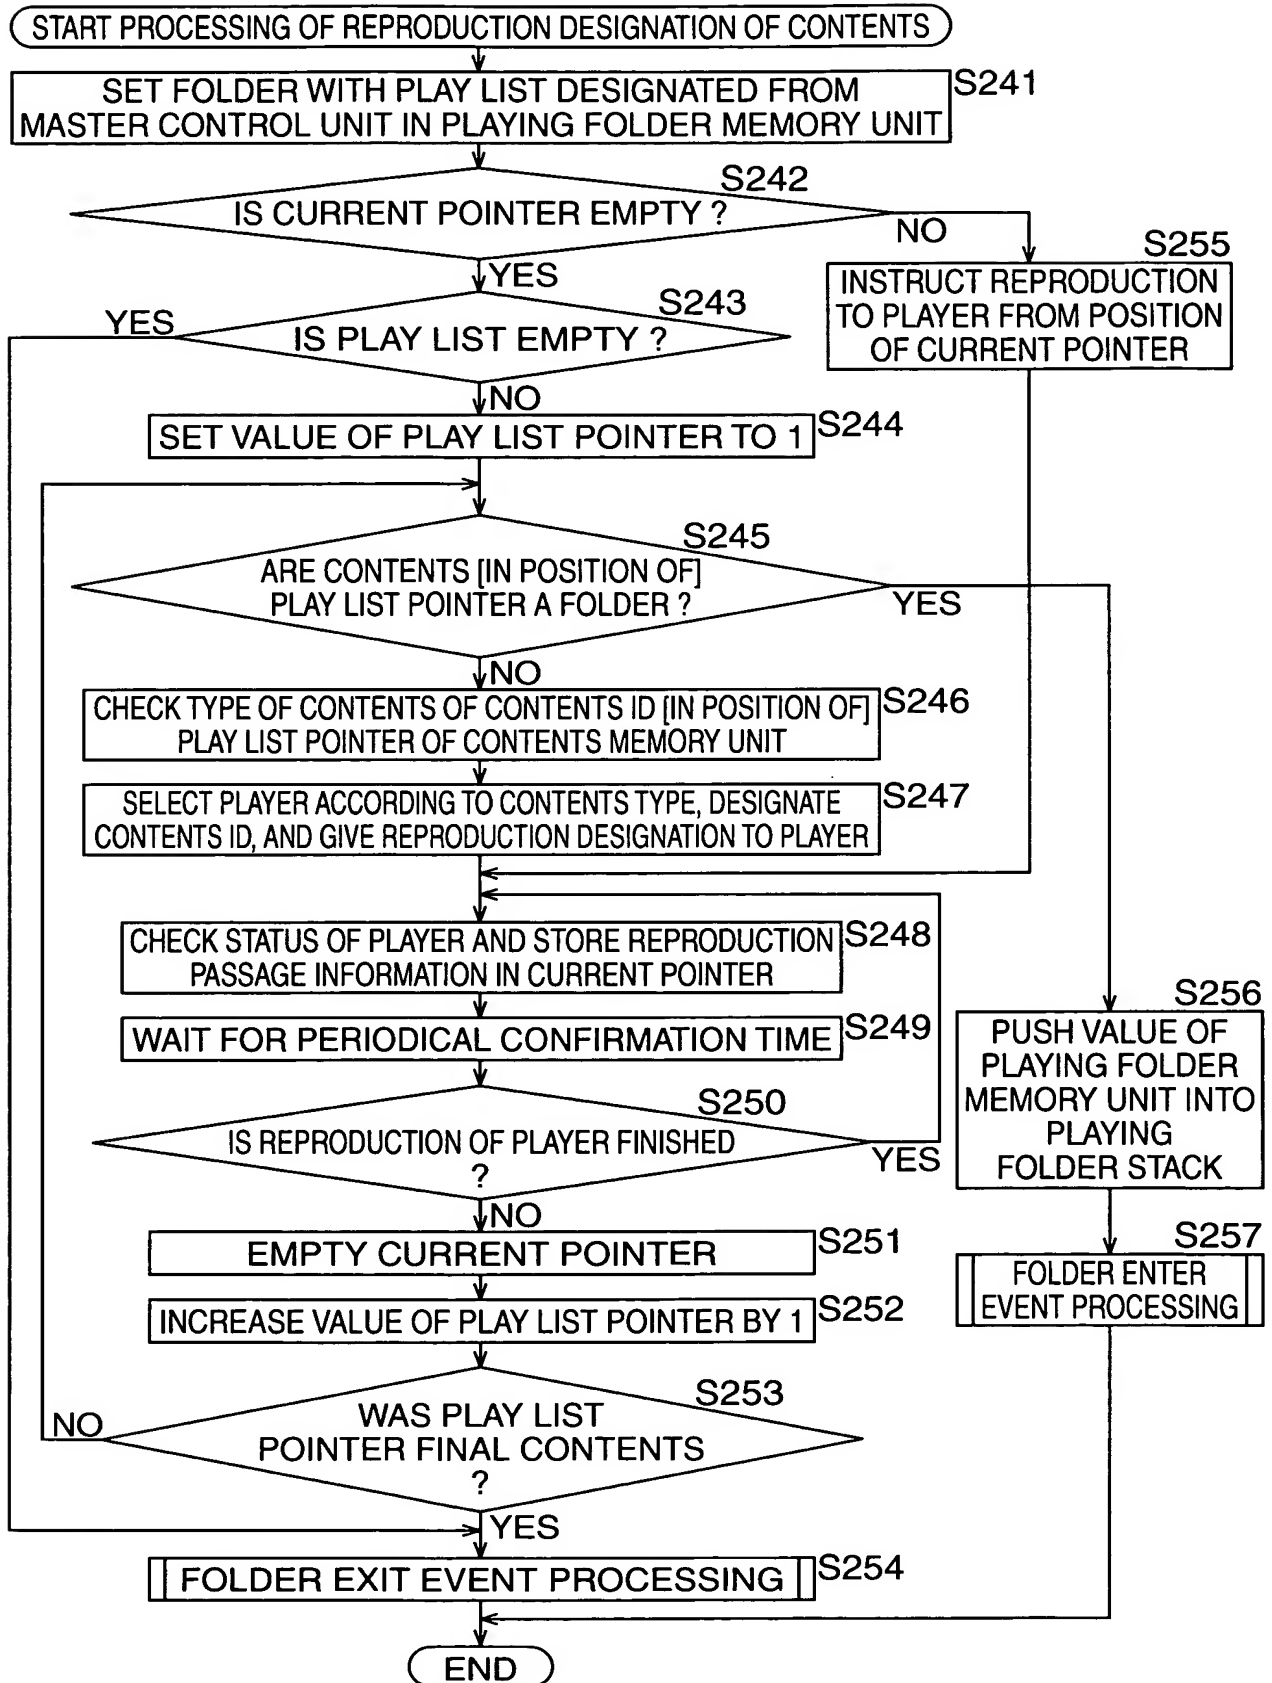 START PROCESSING OF REPRODUCTION DESIGNATION OF CONTENTS
S241
SET FOLDER WITH PLAY LIST DESIGNATED FROM
MASTER CONTROL UNIT IN PLAYING FOLDER MEMORY UNIT
S242
IS CURRENT POINTER EMPTY ?
NO
YES
S255
INSTRUCT REPRODUCTION
TO PLAYER FROM POSITION
OF CURRENT POINTER
S243
YES
IS PLAY LIST EMPTY ?
NO
SET VALUE OF PLAY LIST POINTER TO 1
S244
S245
ARE CONTENTS [IN POSITION OF]
PLAY LIST POINTER A FOLDER ?
YES
NO
CHECK TYPE OF CONTENTS OF CONTENTS ID [IN POSITION OF]
PLAY LIST POINTER OF CONTENTS MEMORY UNIT
S246
SELECT PLAYER ACCORDING TO CONTENTS TYPE, DESIGNATE
CONTENTS ID, AND GIVE REPRODUCTION DESIGNATION TO PLAYER
S247
CHECK STATUS OF PLAYER AND STORE REPRODUCTION
PASSAGE INFORMATION IN CURRENT POINTER
S248
WAIT FOR PERIODICAL CONFIRMATION TIME
S249
S256
PUSH VALUE OF
PLAYING FOLDER
MEMORY UNIT INTO
PLAYING
FOLDER STACK
S250
IS REPRODUCTION OF PLAYER FINISHED
?
YES
NO
EMPTY CURRENT POINTER
S251
S257
FOLDER ENTER
EVENT PROCESSING
INCREASE VALUE OF PLAY LIST POINTER BY 1
S252
S253
NO
WAS PLAY LIST
POINTER FINAL CONTENTS
?
YES
FOLDER EXIT EVENT PROCESSING
S254
END